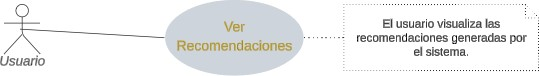 Usuario
Ver
Recomendaciones
El usuario visualiza las
recomendaciones generadas por
el sistema.